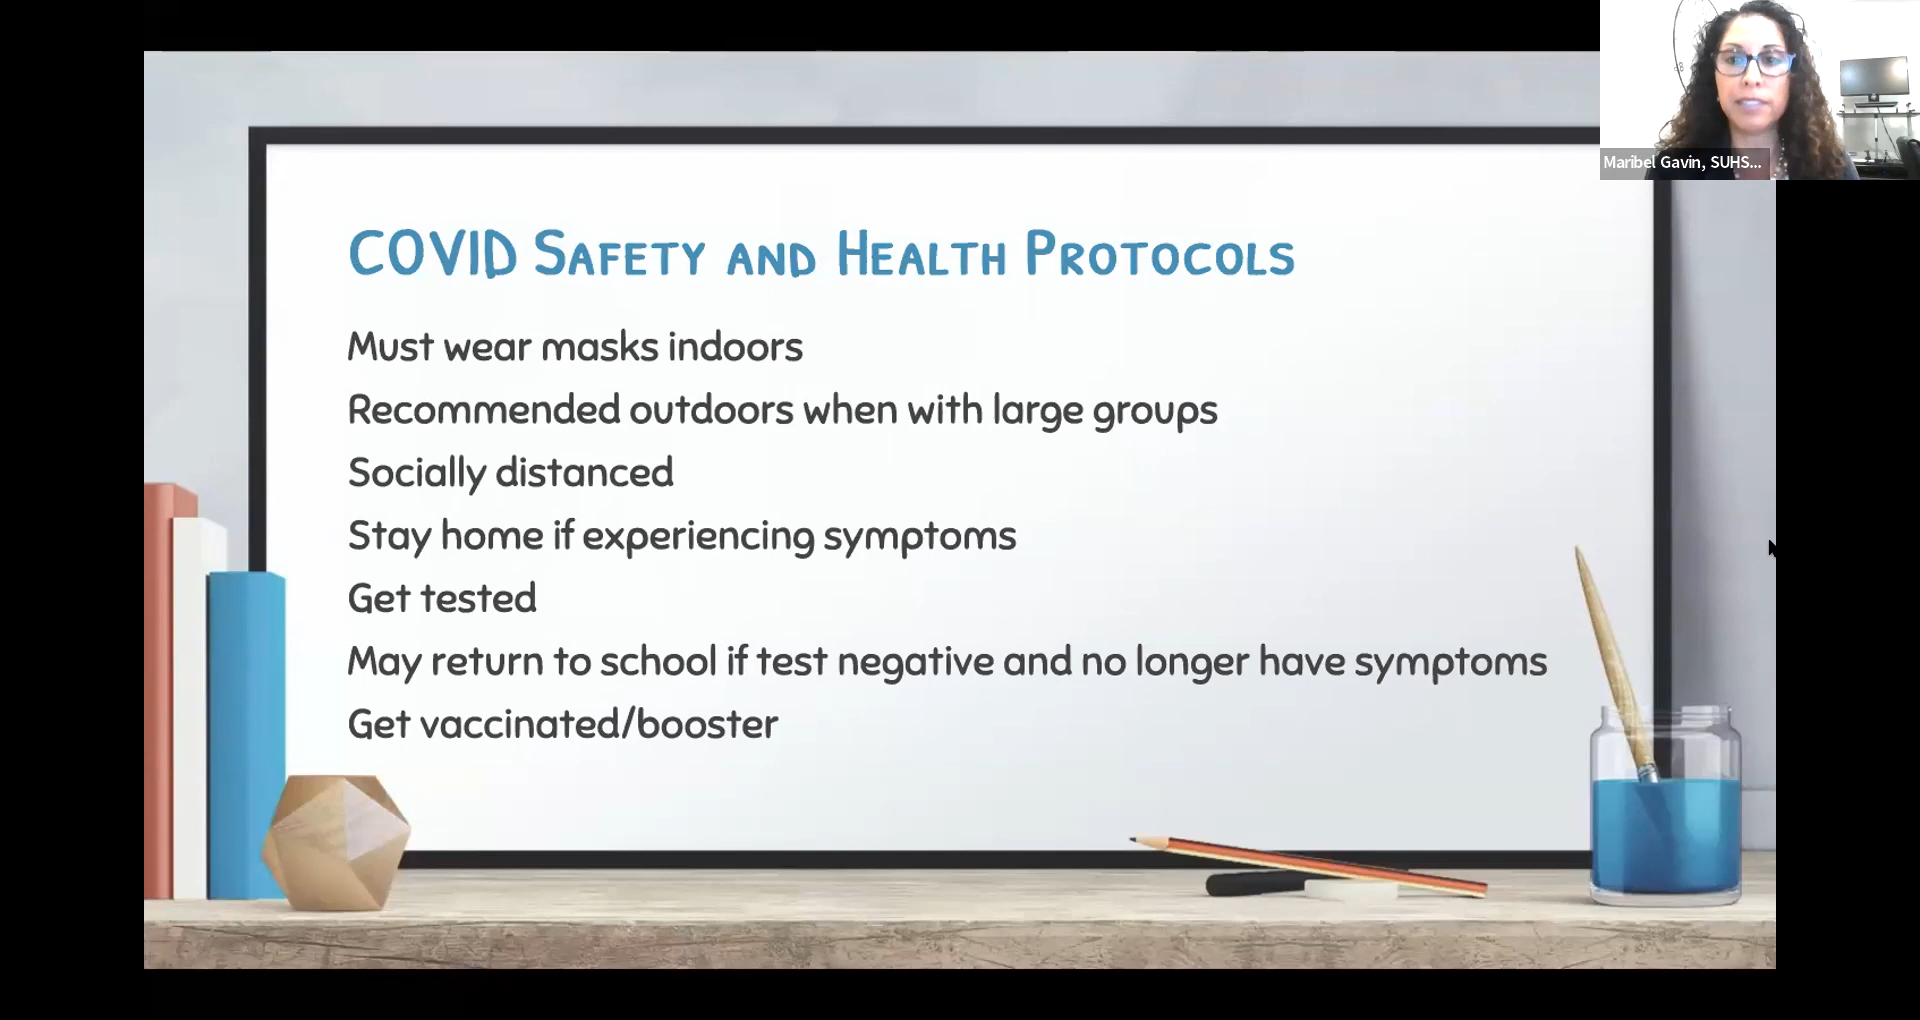 COVID Safety and Health Protocols
Must wear masks indoors
Recommended outdoors when with large groups
Socially distanced
Stay home if experiencing symptoms
Get tested
May return to school if test negative and no longer have symptoms
Get vaccinated/booster
Maribel Gavin, SUHS...